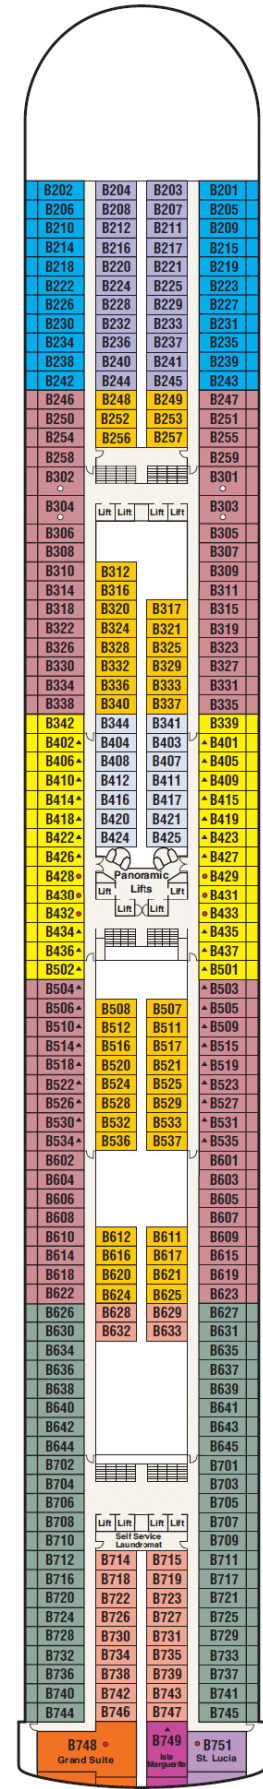 B202 B204 B203 B201
B206 B208 B207 B205
B210 B212 B211 B209
B214 B216 B217 B215
B218 B220 B221 B219
B222 B224 B225 B223
B226 B228 B229 B227
B230 B232 B233 B231
B234 B236 B237 B235
B238 B240 B241 B239
B242 B244 B245 B243
B246 B248 B249 B247
B250 B252 B253 B251
B254 B256 B257 B255
B258 B259
B302 B301
B304 B303
Lift Lift Lift Lift
B306 B305
B308 B307
B310 B312 B309
B314 B316 B311
B318 B320 B317 B315
B322 B324 B321 B319
B326 B328 B325 B323
B330 B332 B329 B327
B334 B336 B333 B331
B338 B340 B337 B335
B342 B344 B341 B339
B402 B404 B403 B401
B406 B408 B407 B405
B410 B412 B411 B409
B414 B416 B417 B415
B418 B420 B421 B419
B422 B424 B425 B423
B426 B427
B428 Panoramic B429
Lift Lifts Lift
B430 B431
B432 Lift Lift B433
B434 B435
B436 B437
B502 B501
B504 B503
B506 B508 B507 B505
B510 B512 B511 B509
B514 B516 B517 B515
B518 B520 B521 B519
B522 B524 B525 B523
B526 B528 B529 B527
B530 B532 B533 B531
B534 B536 B537 B535
B602 B601
B604 B603
B606 B605
B608 B607
B610 B612 B611 B609
B614 B616 B617 B615
B618 B620 B621 B619
B622 B624 B625 B623
B626 B628 B629 B627
B630 B632 B633 B631
B634 B635
B636 B637
B638 B639
B640 B641
B642 B643
B644 B645
B702 B701
B704 B703
B706 B705
B708 Lift Lift Lift Lift B707
B710 Self Service B709
Laundromat
B712 B714 B715 B711
B716 B718 B719 B717
B720 B722 B723 B721
B724 B726 B727 B725
B728 B730 B731 B729
B732 B734 B735 B733
B736 B738 B739 B737
B740 B742 B743 B741
B744 B746 B747 B745
B748 B749 B751
Grand Suite Isla St. Lucia
Marguerita